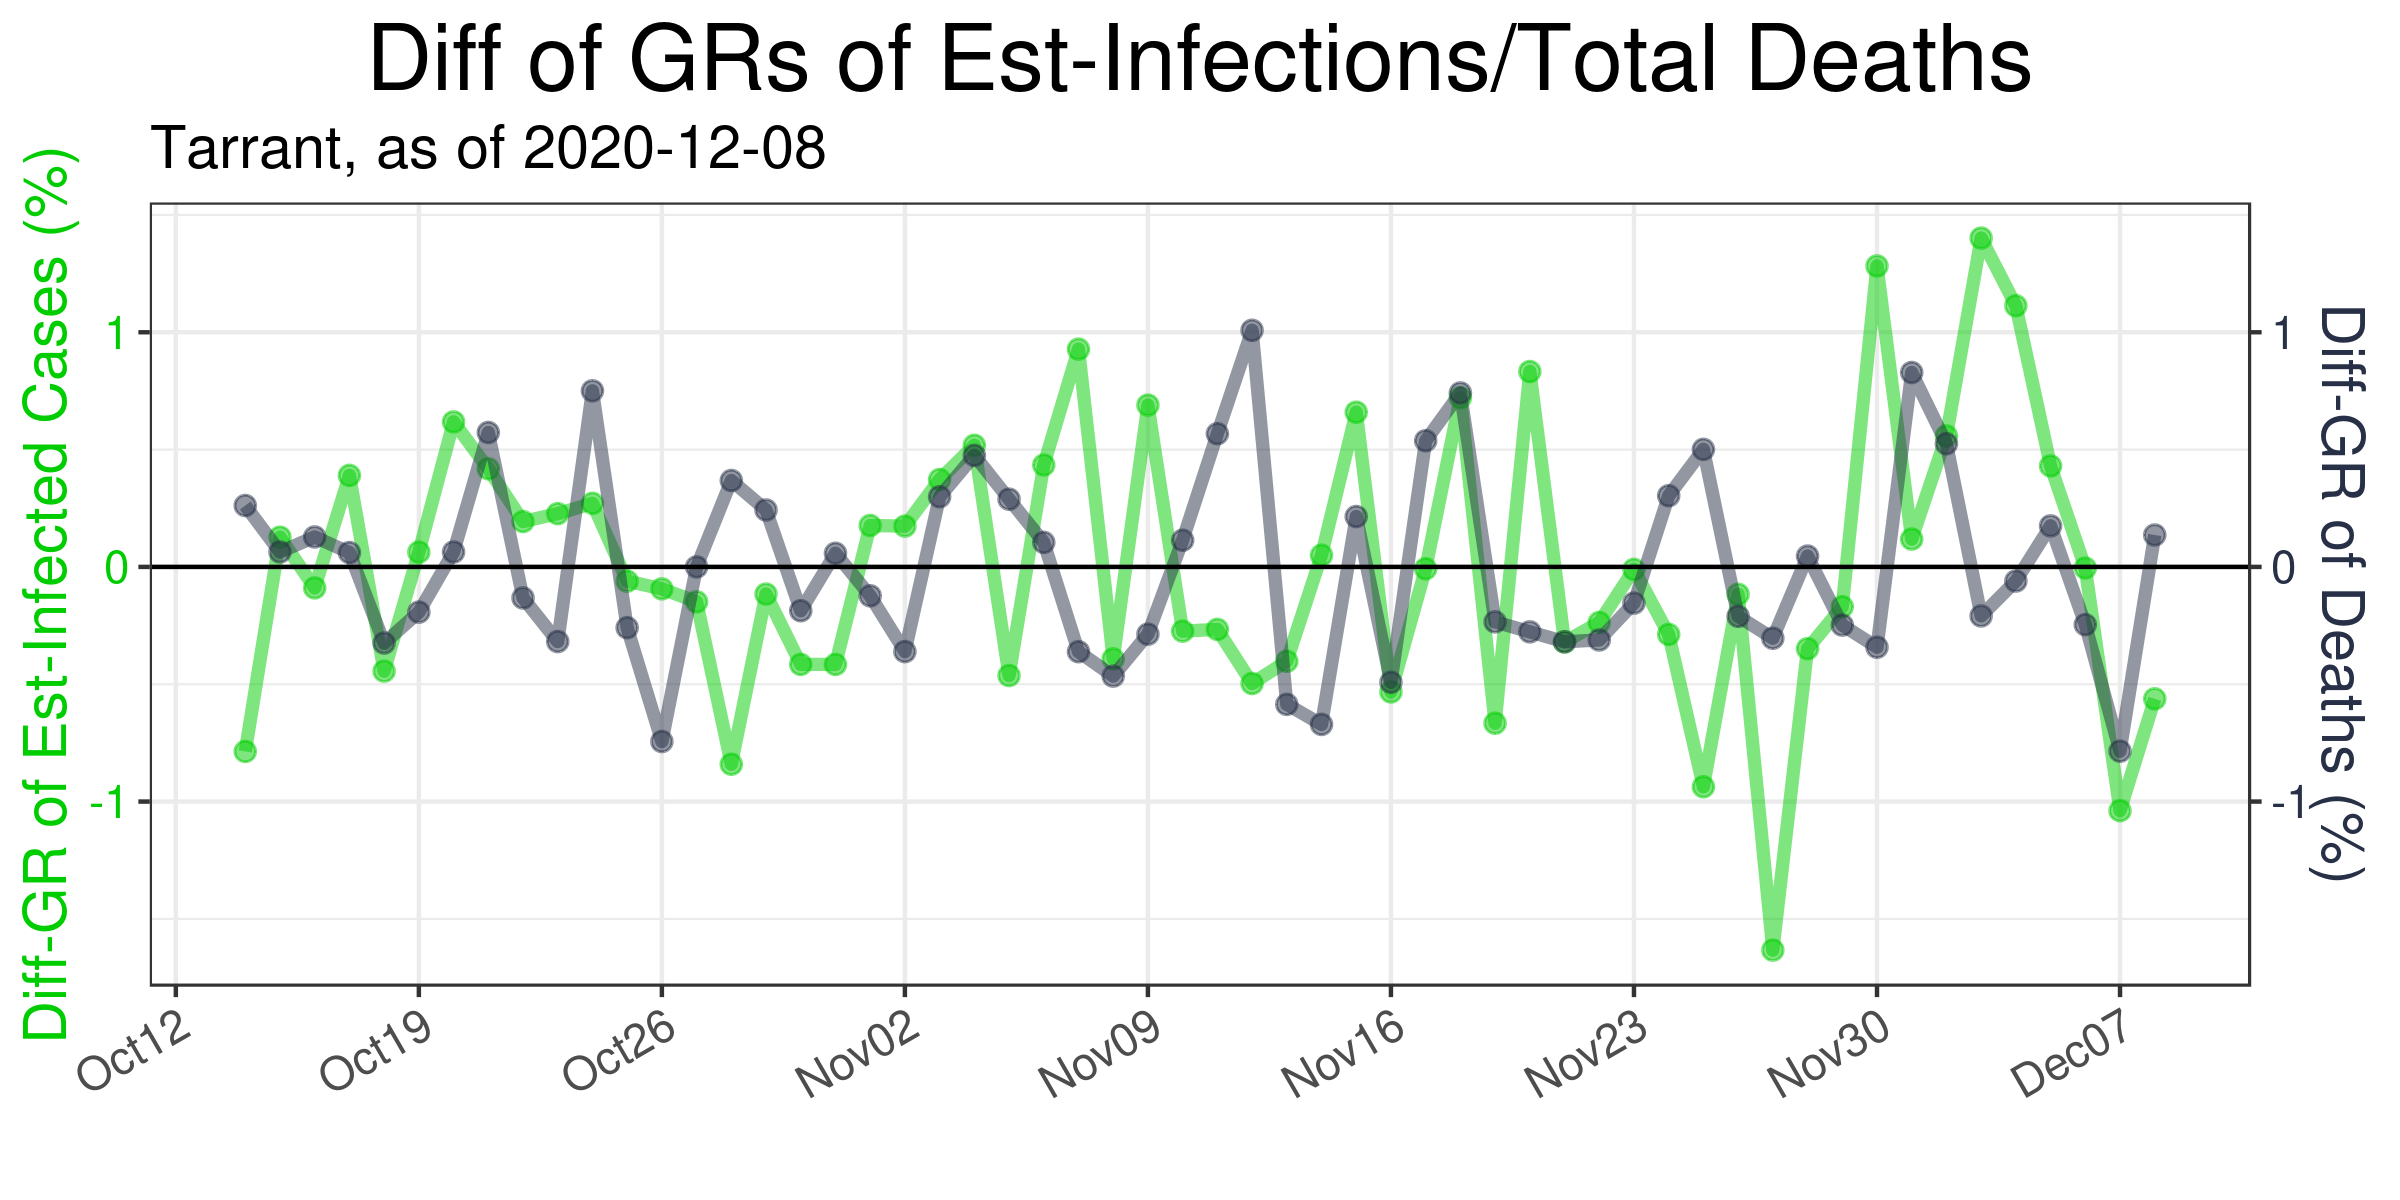 Diff of GRs of Est-Infections/Total Deaths
Tarrant, as of 2020-12-08
Diff-GR of Est-Infected Cases (%)
1
0
-1
1
0
-1
Diff-GR of Deaths (%)
Oct12
Oct19
Oct26
Nov02
Nov09
Nov16
Nov23
Nov30
Dec07